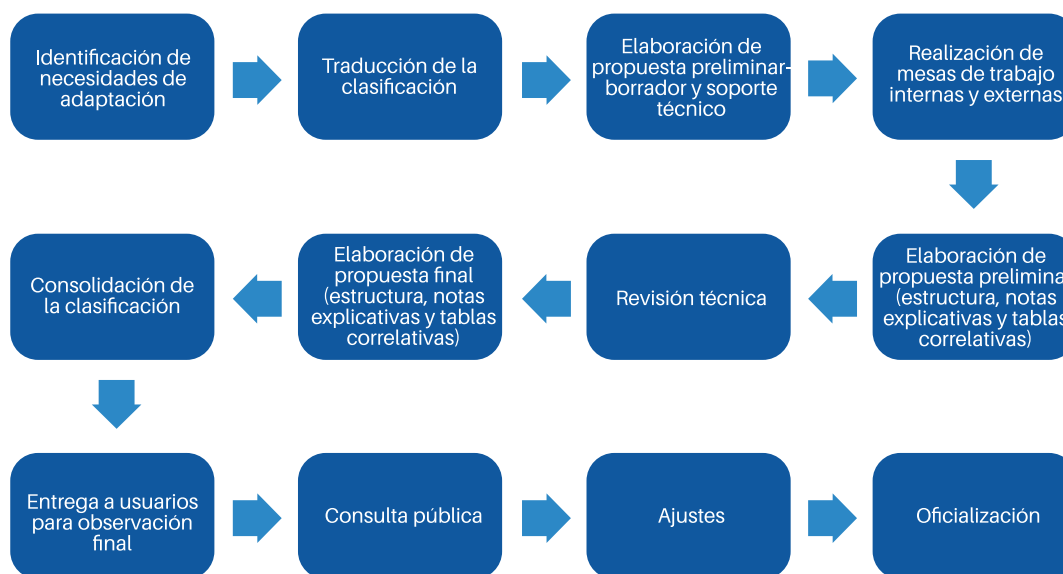 Identificación de
necesidades de
adaptación
Traducción de la
clasificación
Elaboración de
propuesta preliminar-
borrador y soporte
técnico
Realización de
mesas de trabajo
internas y externas
Elaboración de
propuesta prelimina
(estructura, notas
explicativas y tablas
correlativas)
Revisión técnica
Elaboración de
propuesta final
(estructura, notas
explicativas y tablas
correlativas)
Consolidación de
la clasificación
Entrega a usuarios
para observación
final
Consulta pública
Ajustes
Oficialización